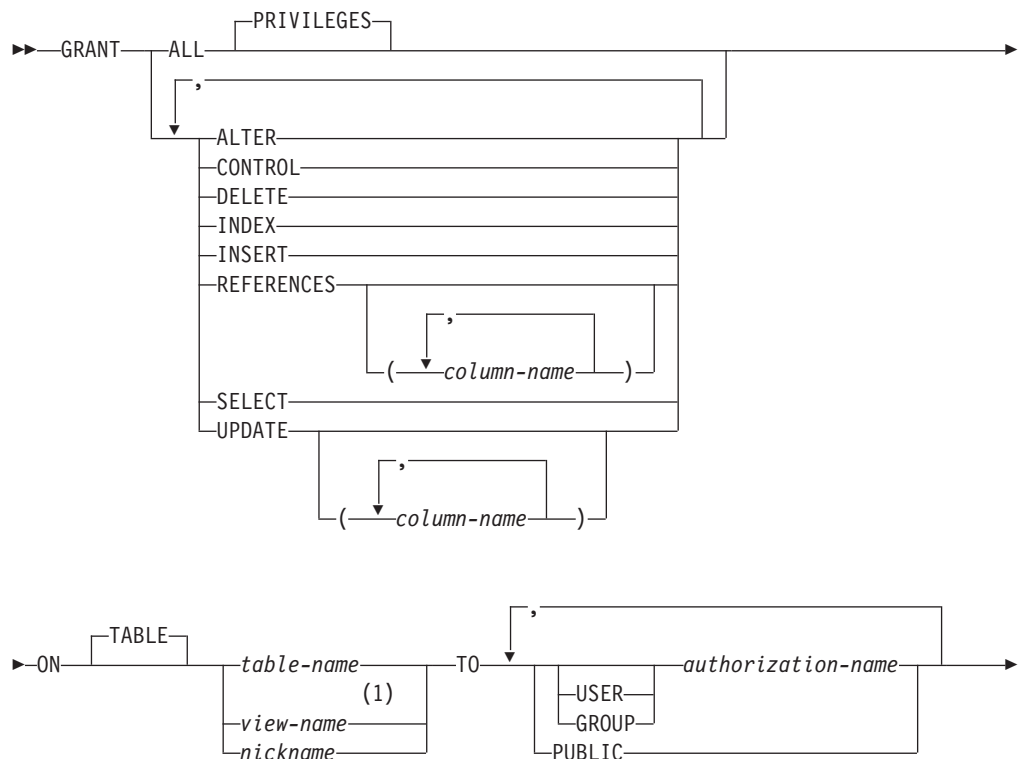 PRIVILEGES
GRANT ALL
,
ALTER
CONTROL
DELETE
INDEX
INSERT
REFERENCES
,
( column-name )
SELECT
UPDATE
,
( column-name )
,
TABLE
ON table-name TO authorization-name
(1) USER
view-name GROUP
nickname PUBLIC